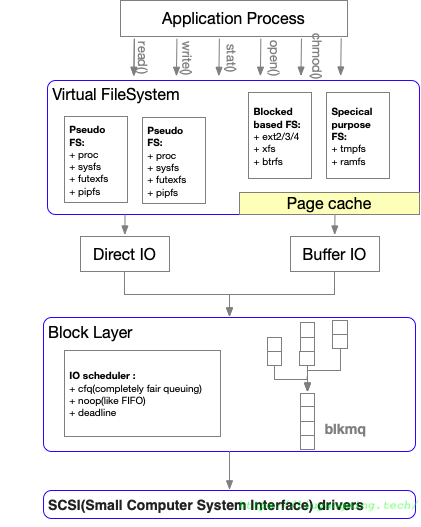 Application Process
read()
write()
stat()
open()
chmod()
Virtual FileSystem
Pseudo
FS:
+ proc
+ sysfs
+ futexfs
+ pipfs
Pseudo
FS:
+ proc
+ sysfs
+ futexfs
+ pipfs
Blocked
based FS:
+ ext2/3/4
+ xfs
+ btrfs
Specical
purpose
FS:
+ tmpfs
+ ramfs
Page cache
Direct IO
Buffer IO
Block Layer
IO scheduler :
+ cfq(completely fair queuing)
+ noop(like FIFO)
+ deadline
blkmq
SCSI(Small Computer System Interface) drivers